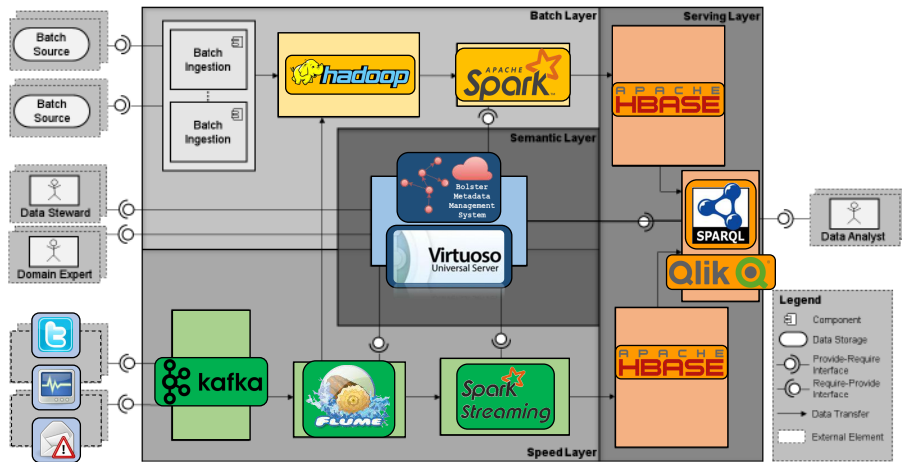 Batch Layer
Serving Layer
Batch
Source
Batch
Ingestion
hadoop
APACHE
Spark™
APACHE
HBASE
Batch
Source
Batch
Ingestion
Semantic Layer
Bolster
Metadata
Management
System
Data Steward
SPARQL
Data Analyst
Virtuoso
Universal Server
Domain Expert
Qlik Q
Legend
Component
Data Storage
Provide-Require
Interface
Require-Provide
Interface
Data Transfer
External Element
kafka
FLUME
Spark
Streaming
APACHE
HBASE
Speed Layer